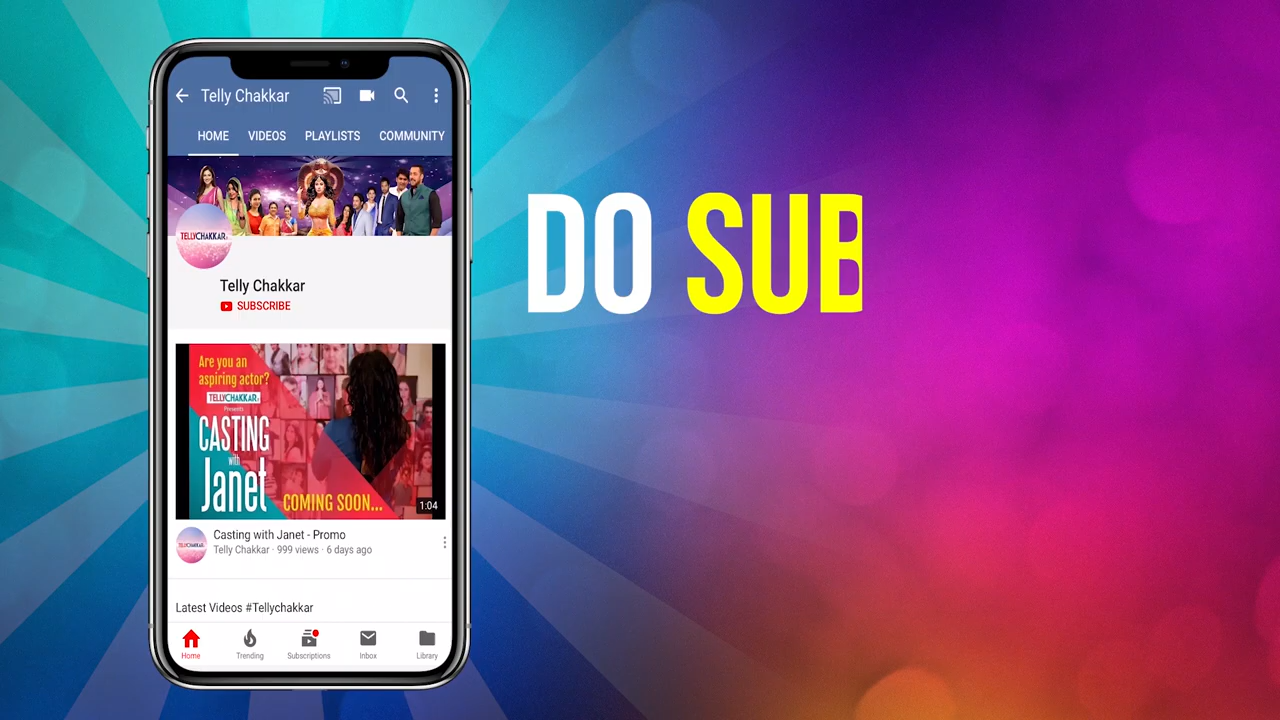 Telly Chakkar
HOME VIDEOS PLAYLISTS COMMUNITY
TELLYCHAKKAR
Telly Chakkar
SUBSCRIBE
Are you an
aspiring actor?
TELLYCHAKKAR
Presents
CASTING
with
Janet
COMING SOON...
1:04
TELLYCHAKKAR
Casting with Janet - Promo
Telly Chakkar · 999 views · 6 days ago
Latest Videos #Tellychakkar
Home Trending Subscriptions Inbox Library
DO SUB